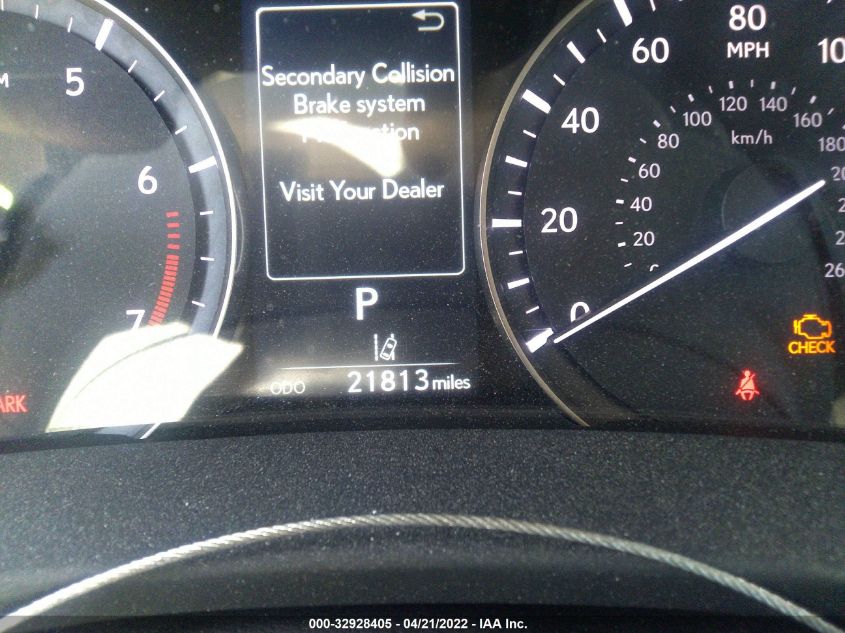 Secondary Collision
Brake system
Visit Your Dealer
P
ODO 21813 miles
5
6
7
0
20
40
60
80
MPH
0
20
40
60
80
100
120
140
160
180
km/h
CHECK
000-32928405 - 04/21/2022 - IAA Inc.